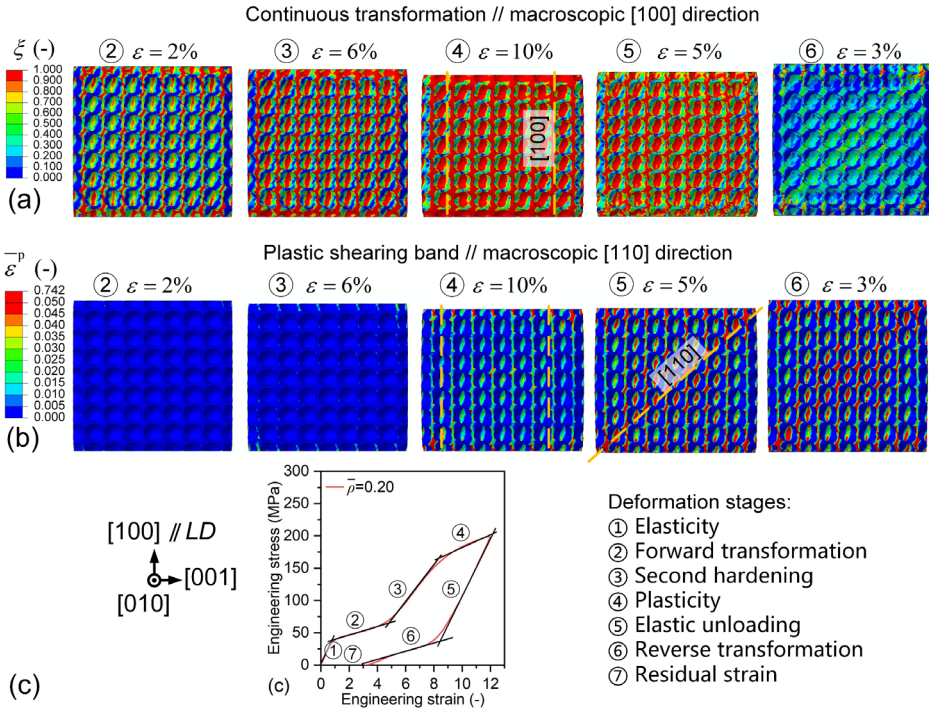 Continuous transformation // macroscopic [100] direction
ξ (-)
② ε = 2%
③ ε = 6%
④ ε = 10%
⑤ ε = 5%
⑥ ε = 3%
1.000
0.900
0.800
0.700
0.600
0.500
0.400
0.300
0.200
0.100
0.000
[100]
(a)
Plastic shearing band // macroscopic [110] direction
ε̅ᵖ (-)
② ε = 2%
③ ε = 6%
④ ε = 10%
⑤ ε = 5%
⑥ ε = 3%
0.742
0.050
0.045
0.040
0.035
0.030
0.025
0.020
0.015
0.010
0.005
0.000
[110]
(b)
[100] // LD
[001]
[010]
(c)
Engineering stress (MPa)
300
250
200
150
100
50
0
ρ̅=0.20
①
②
③
④
⑤
⑥
⑦
0 2 4 6 8 10 12
(c)
Engineering strain (-)
Deformation stages:
① Elasticity
② Forward transformation
③ Second hardening
④ Plasticity
⑤ Elastic unloading
⑥ Reverse transformation
⑦ Residual strain